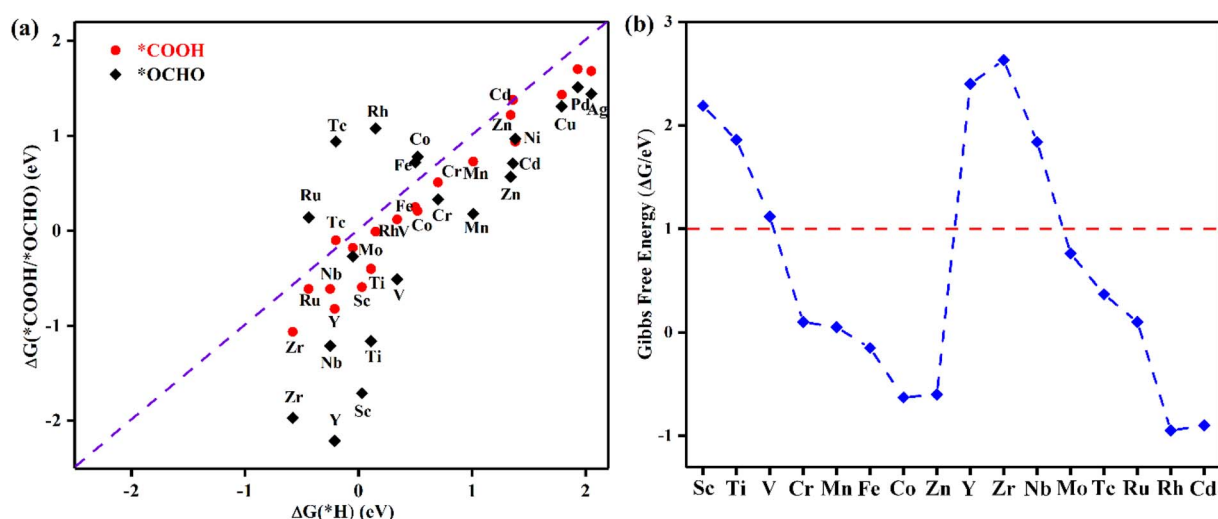 (a)
*COOH
*OCHO
ΔG(*COOH/*OCHO) (eV)
2
1
0
-1
-2
-2
-1
0
1
2
ΔG(*H) (eV)
Cd
Rh
Tc
Co
Zn
Ni
Pd
Ag
Cu
Fe
Cr
Mn
Cd
Zn
Ru
Tc
Fe
Cr
Mo
Rh
V
Co
Mn
Nb
Ti
Ru
Sc
V
Y
Zr
Nb
Ti
Zr
Y
Sc
(b)
Gibbs Free Energy (ΔG/eV)
3
2
1
0
-1
Sc Ti V Cr Mn Fe Co Zn Y Zr Nb Mo Tc Ru Rh Cd